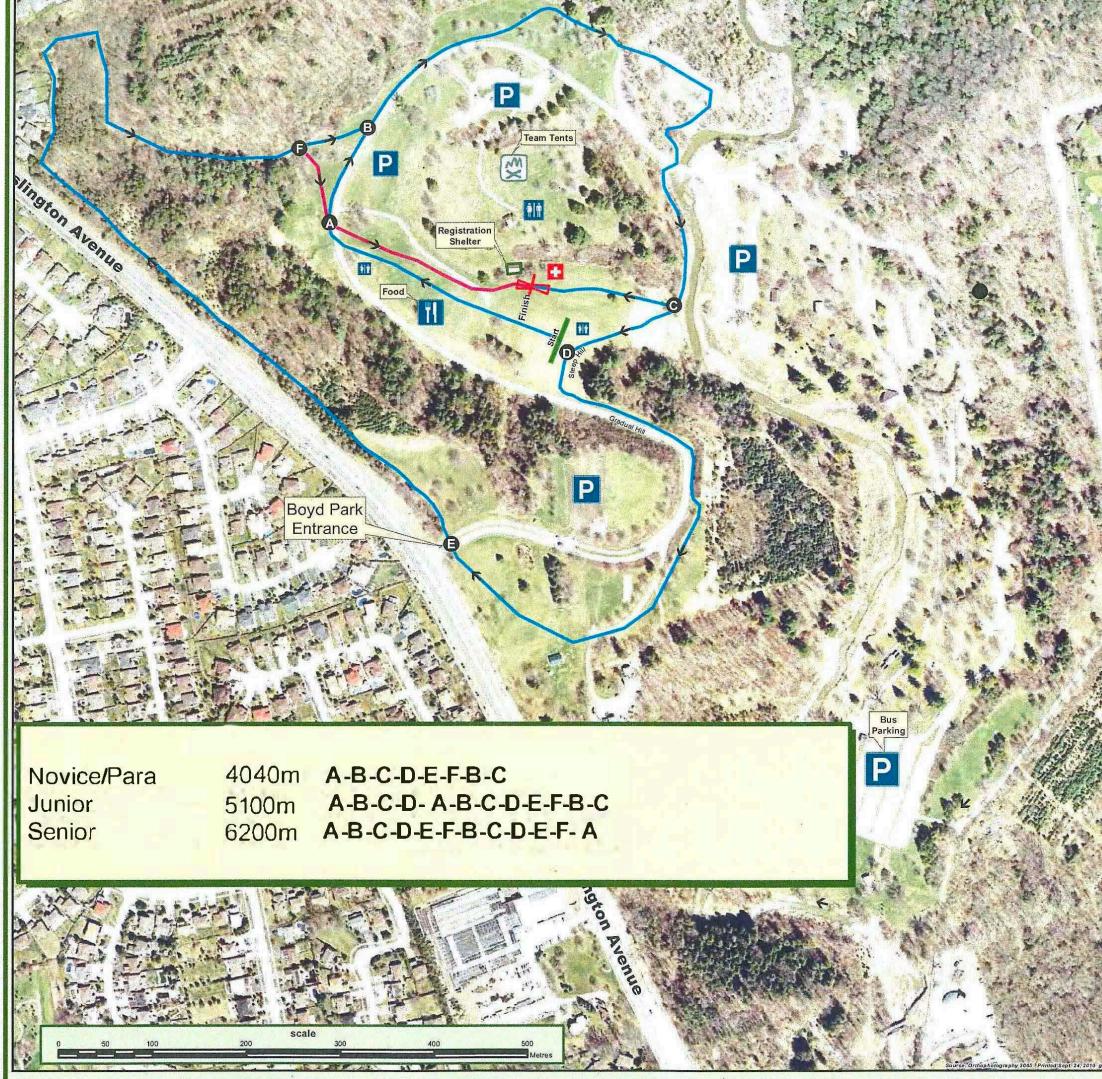 P
B
Team Tents
F
P
slington Avenue
A
Registration
Shelter
P
Food
Finish
C
Start
D
Steep Hill
Gradual Hill
P
Boyd Park
Entrance
E
Bus
Parking
P
Novice/Para 4040m A-B-C-D-E-F-B-C
Junior 5100m A-B-C-D- A-B-C-D-E-F-B-C
Senior 6200m A-B-C-D-E-F-B-C-D-E-F- A
ngton Avenue
scale
0 50 100 200 300 400 500
Metres